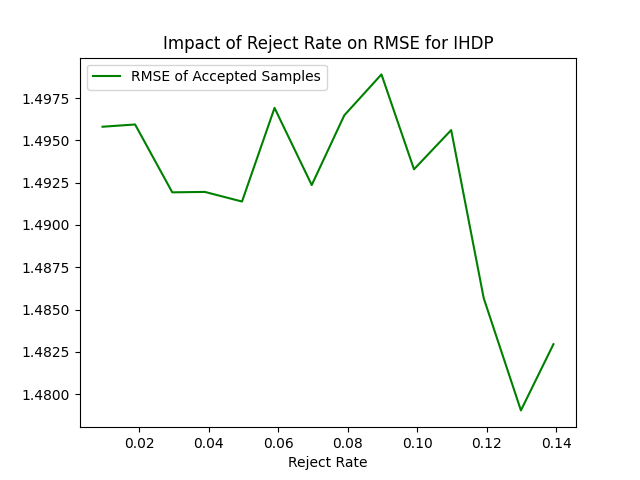 Impact of Reject Rate on RMSE for IHDP
RMSE of Accepted Samples
1.4975
1.4950
1.4925
1.4900
1.4875
1.4850
1.4825
1.4800
0.02 0.04 0.06 0.08 0.10 0.12 0.14
Reject Rate